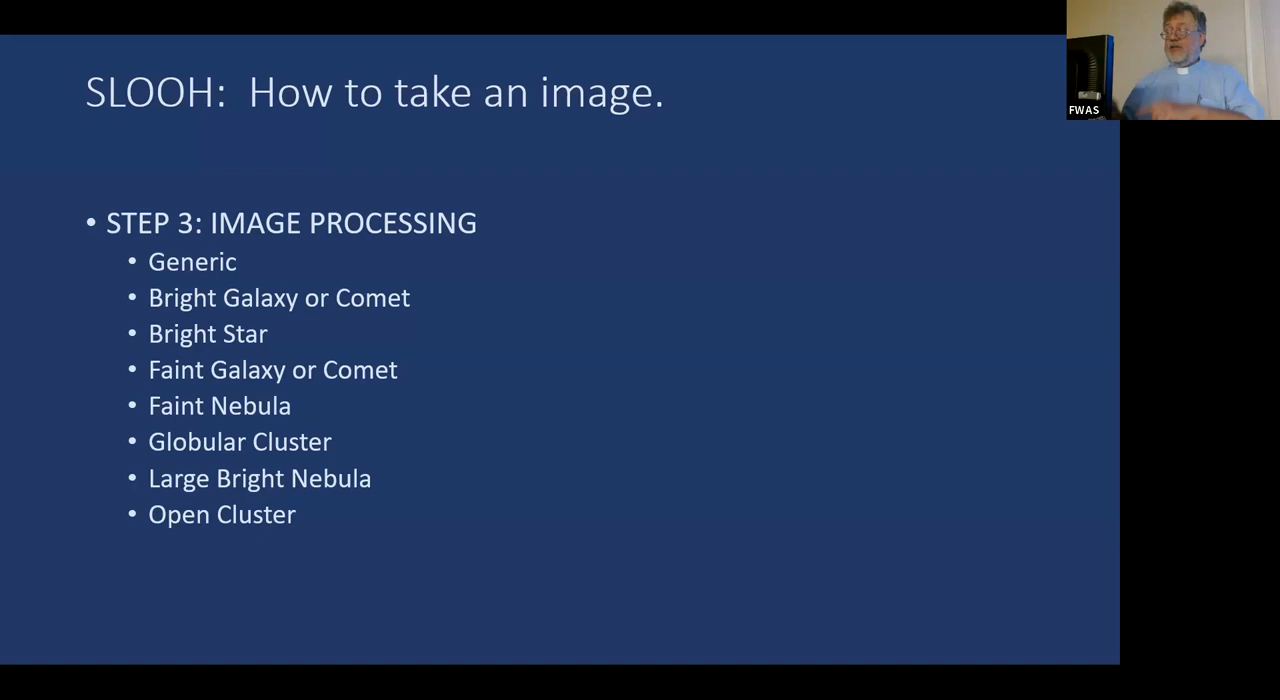 SLOOH:  How to take an image.
FWAS
• STEP 3: IMAGE PROCESSING
• Generic
• Bright Galaxy or Comet
• Bright Star
• Faint Galaxy or Comet
• Faint Nebula
• Globular Cluster
• Large Bright Nebula
• Open Cluster